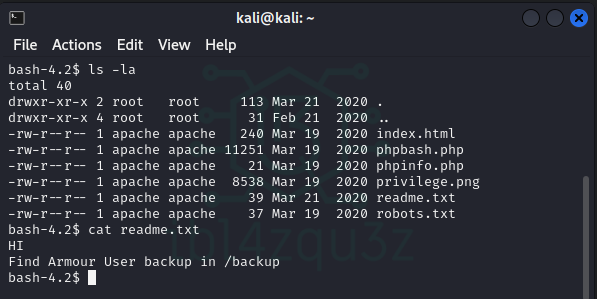 kali@kali: ~
File Actions Edit View Help
bash-4.2$ ls -la
total 40
drwxr-xr-x 2 root   root     113 Mar 21  2020 .
drwxr-xr-x 4 root   root      31 Feb 21  2020 ..
-rw-r--r-- 1 apache apache   240 Mar 19  2020 index.html
-rw-r--r-- 1 apache apache 11251 Mar 19  2020 phpbash.php
-rw-r--r-- 1 apache apache    21 Mar 19  2020 phpinfo.php
-rw-r--r-- 1 apache apache  8538 Mar 19  2020 privilege.png
-rw-r--r-- 1 apache apache    39 Mar 21  2020 readme.txt
-rw-r--r-- 1 apache apache    37 Mar 19  2020 robots.txt
bash-4.2$ cat readme.txt
HI
Find Armour User backup in /backup
bash-4.2$